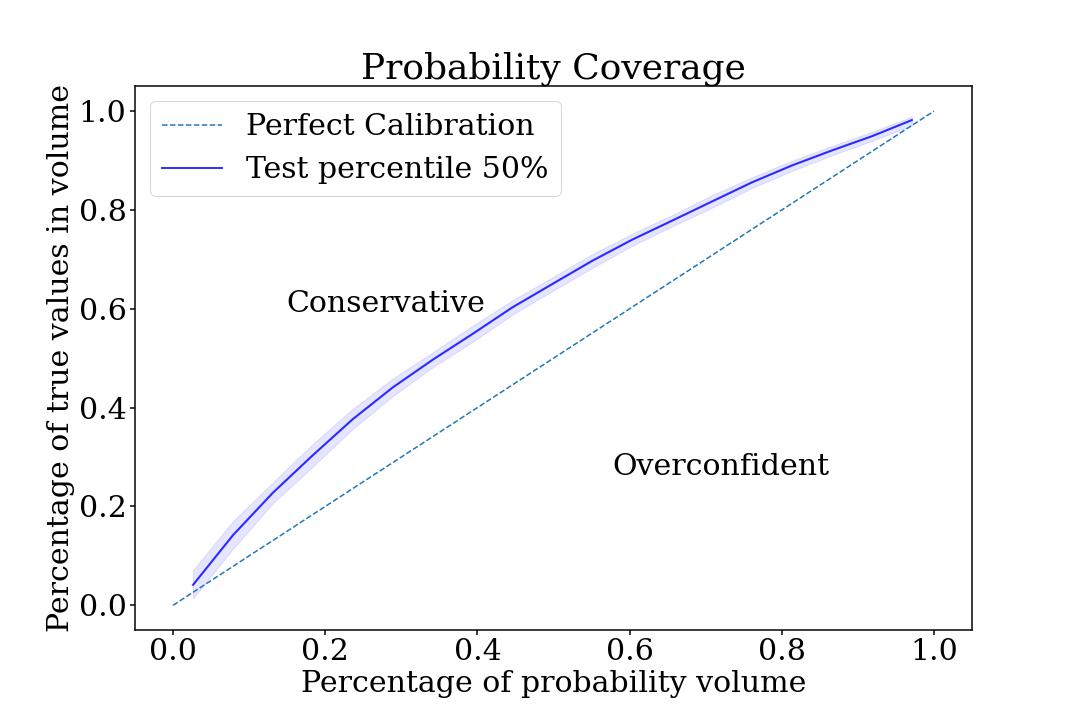 Probability Coverage
Percentage of true values in volume
1.0
0.8
0.6
0.4
0.2
0.0
Perfect Calibration
Test percentile 50%
Conservative
Overconfident
0.0 0.2 0.4 0.6 0.8 1.0
Percentage of probability volume